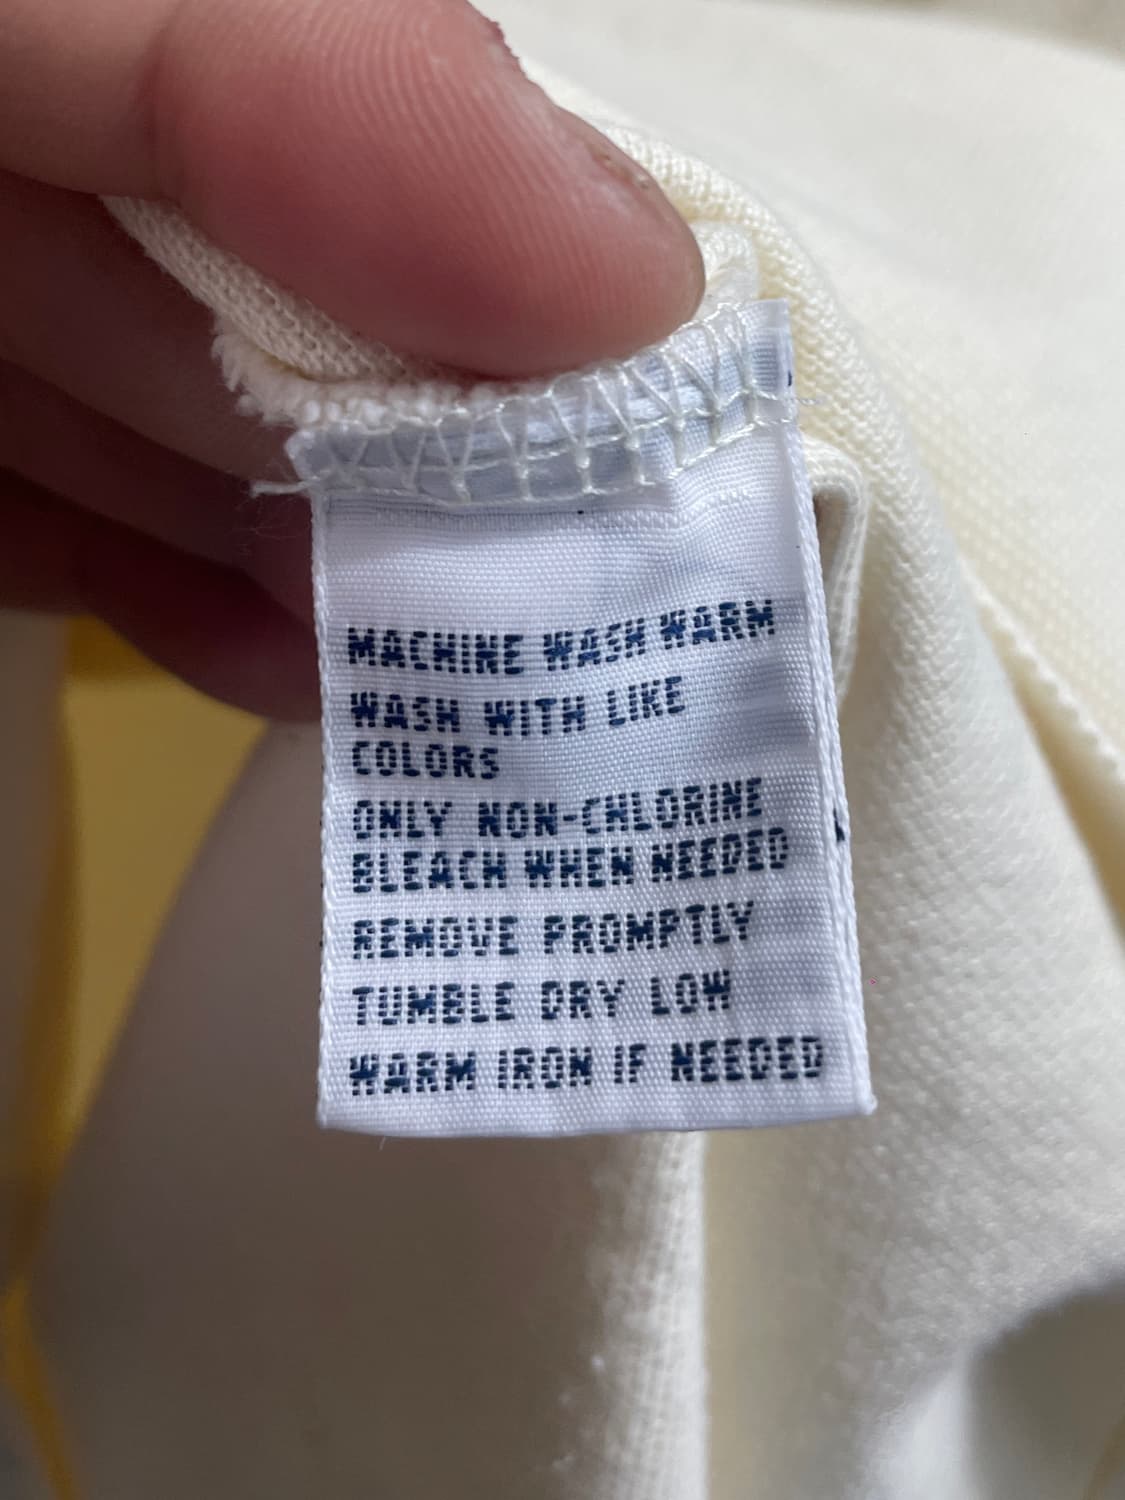 MACHINE WASH WARM
WASH WITH LIKE
COLORS
ONLY NON-CHLORINE
BLEACH WHEN NEEDED
REMOVE PROMPTLY
TUMBLE DRY LOW
WARM IRON IF NEEDED